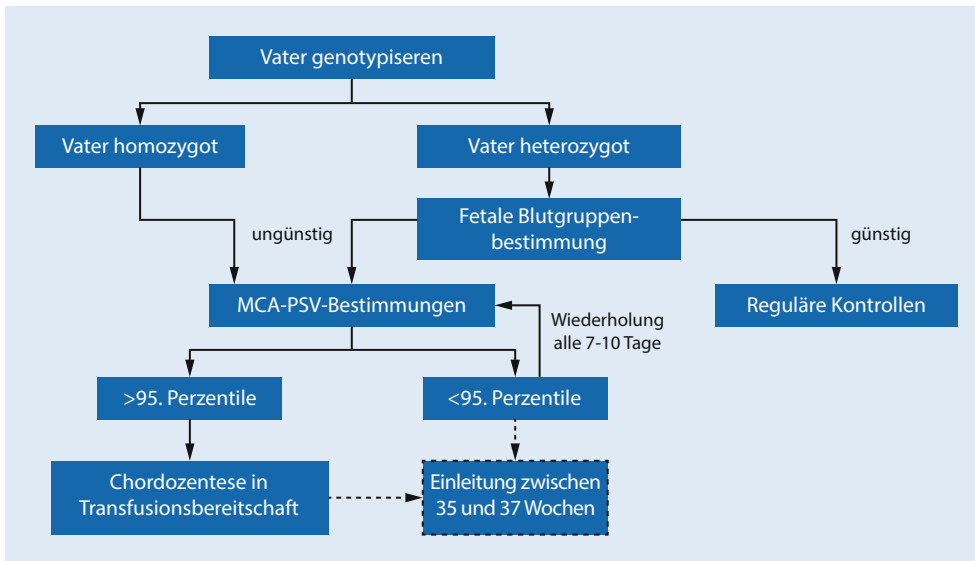 Vater genotypiseren
Vater homozygot
Vater heterozygot
Fetale Blutgruppen-
bestimmung
ungünstig
günstig
MCA-PSV-Bestimmungen
Reguläre Kontrollen
Wiederholung
alle 7-10 Tage
>95. Perzentile
<95. Perzentile
Chordozentese in
Transfusionsbereitschaft
Einleitung zwischen
35 und 37 Wochen